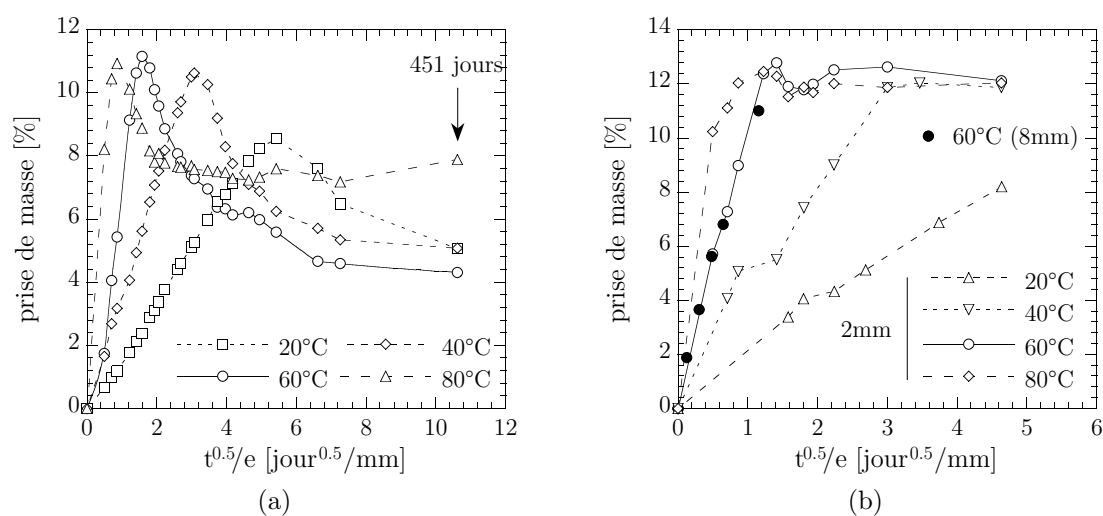 12
10
8
6
4
2
0
prise de masse [%]
451 jours
20°C
40°C
60°C
80°C
0 2 4 6 8 10 12
t^0.5/e [jour^0.5/mm]
(a)
14
12
10
8
6
4
2
0
prise de masse [%]
60°C (8mm)
2mm
20°C
40°C
60°C
80°C
0 1 2 3 4 5 6
t^0.5/e [jour^0.5/mm]
(b)